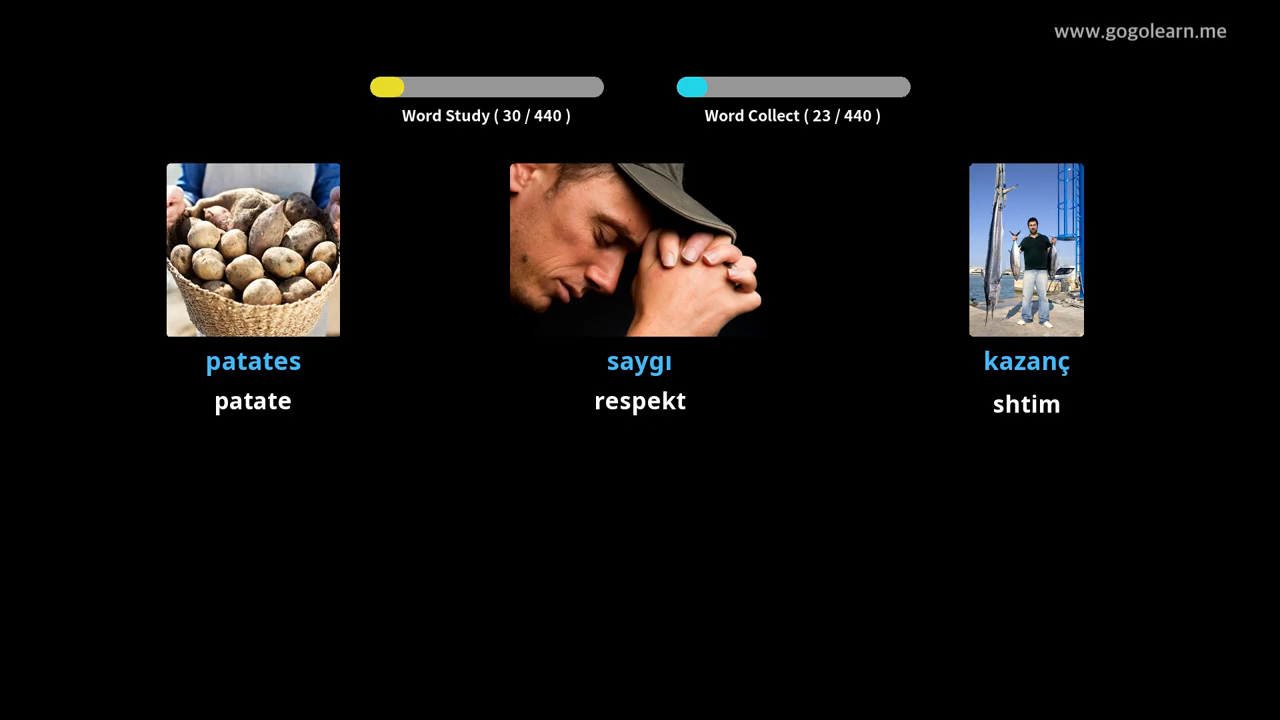 www.gogolearn.me
Word Study ( 30 / 440 )
Word Collect ( 23 / 440 )
patates
patate
saygı
respekt
kazanç
shtim